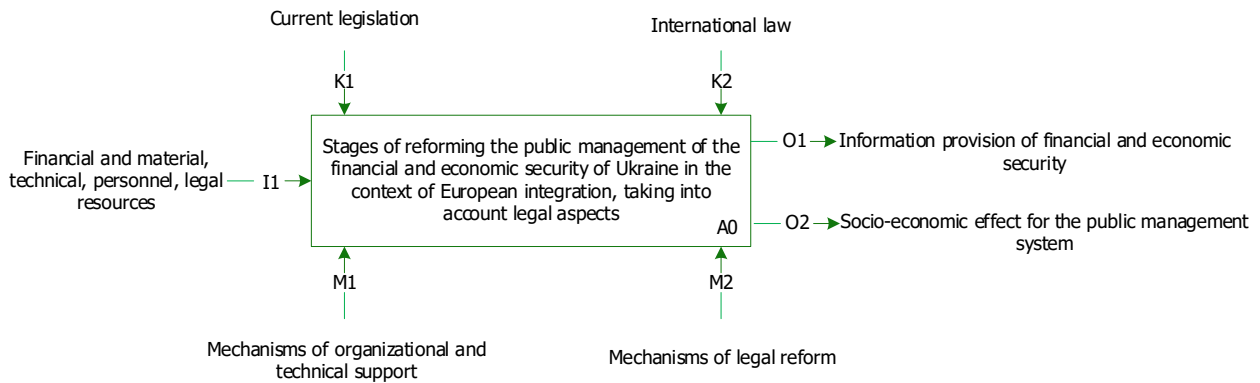 Current legislation
International law
K1
K2
Stages of reforming the public management of the
financial and economic security of Ukraine in the
context of European integration, taking into
account legal aspects
A0
Financial and material,
technical, personnel, legal
resources
I1
O1
Information provision of financial and economic
security
O2
Socio-economic effect for the public management
system
M1
M2
Mechanisms of organizational and
technical support
Mechanisms of legal reform